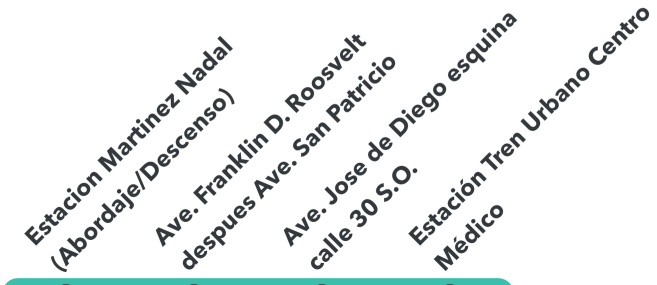 Estacion Martinez Nadal
(Abordaje/Descenso)
Ave. Franklin D. Roosvelt
despues Ave. San Patricio
Ave. Jose de Diego esquina
calle 30 S.O.
Estación Tren Urbano Centro
Médico